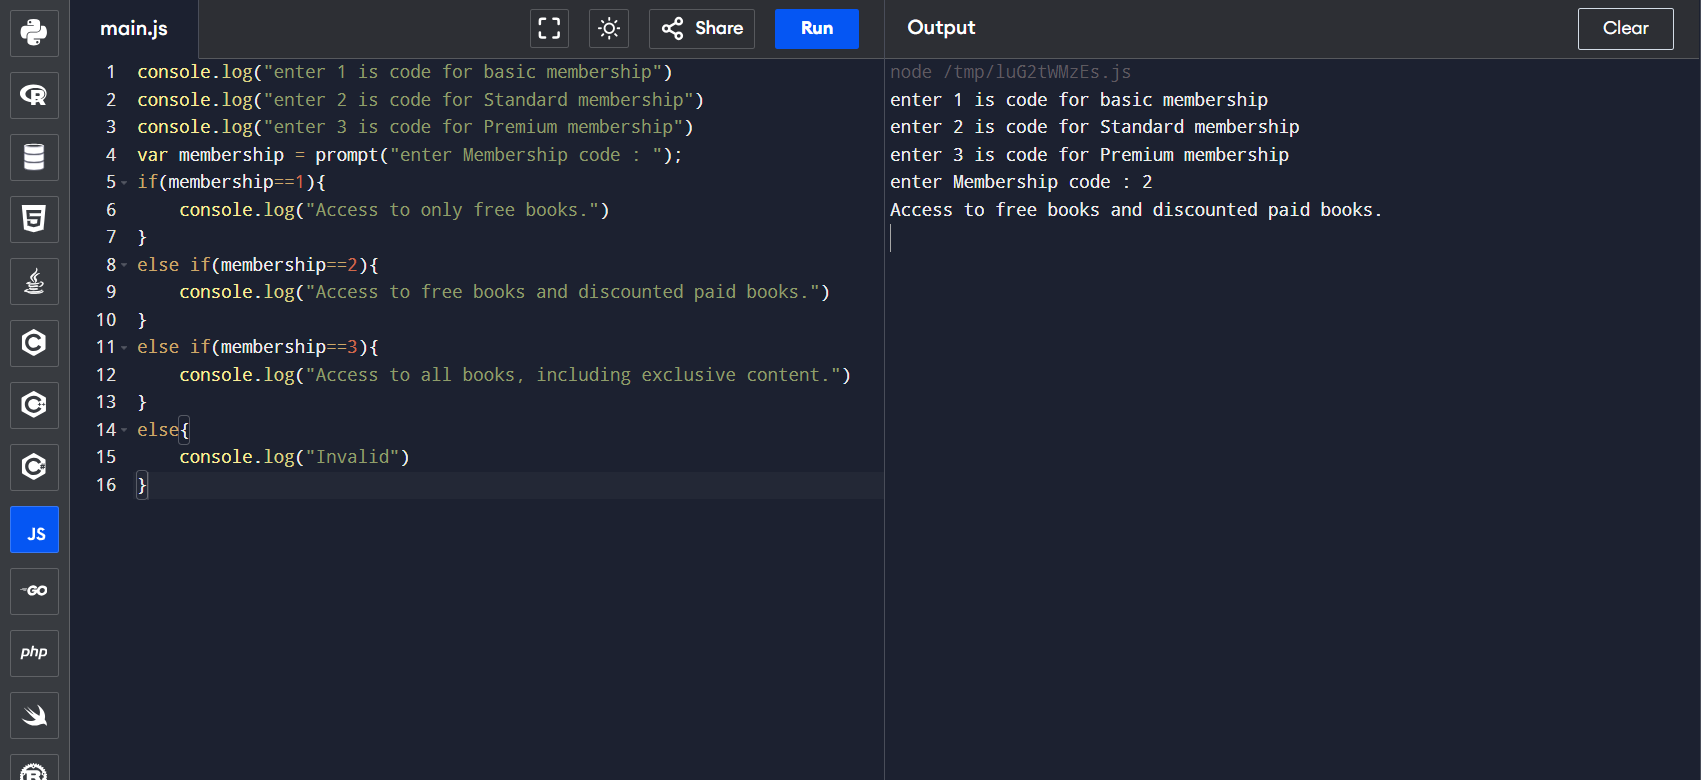 main.js
Share
Run
Output
Clear
1 console.log("enter 1 is code for basic membership")
2 console.log("enter 2 is code for Standard membership")
3 console.log("enter 3 is code for Premium membership")
4 var membership = prompt("enter Membership code : ");
5 if(membership==1){
6     console.log("Access to only free books.")
7 }
8 else if(membership==2){
9     console.log("Access to free books and discounted paid books.")
10 }
11 else if(membership==3){
12     console.log("Access to all books, including exclusive content.")
13 }
14 else{
15     console.log("Invalid")
16 }
node /tmp/luG2tWMzEs.js
enter 1 is code for basic membership
enter 2 is code for Standard membership
enter 3 is code for Premium membership
enter Membership code : 2
Access to free books and discounted paid books.
R
5
C
C
C
JS
GO
php
R